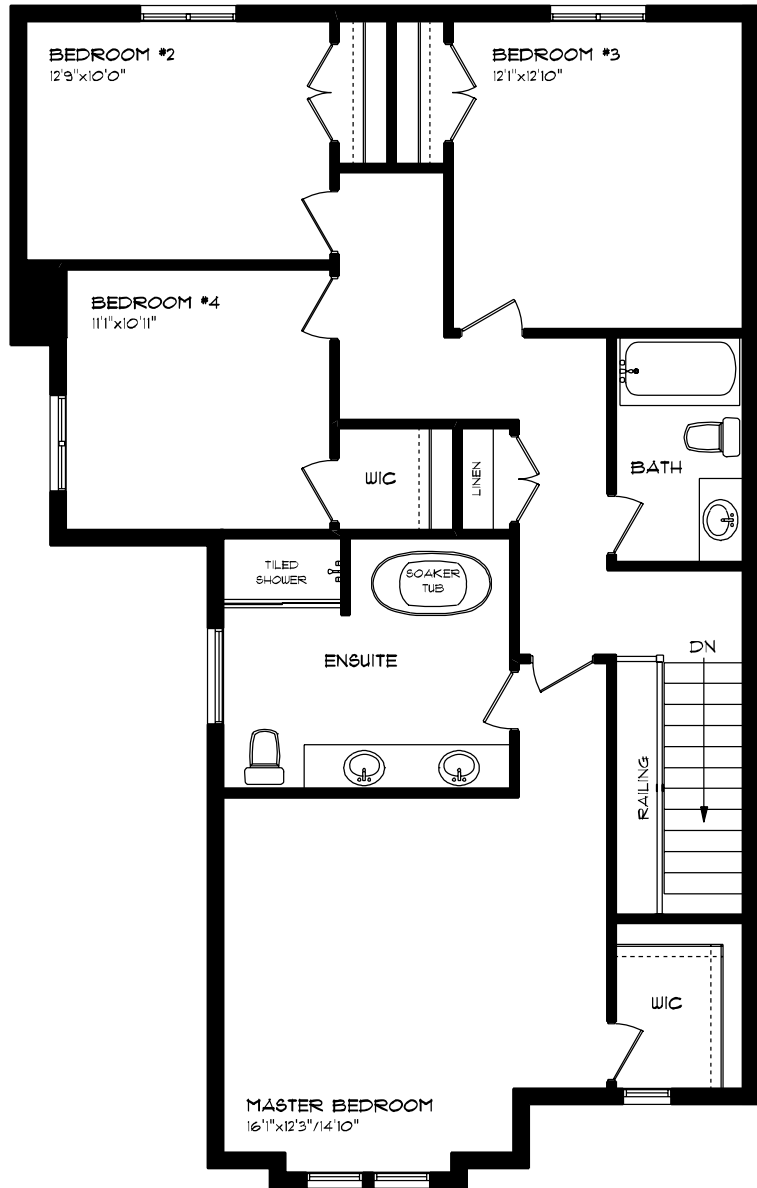 BEDROOM #2
12'9"x10'0"
BEDROOM #3
12'1"x12'10"
BEDROOM #4
11'1"x10'11"
WIC
LINEN
BATH
TILED
SHOWER
SOAKER
TUB
ENSUITE
DN
RAILING
WIC
MASTER BEDROOM
16'1"x12'3"/14'10"